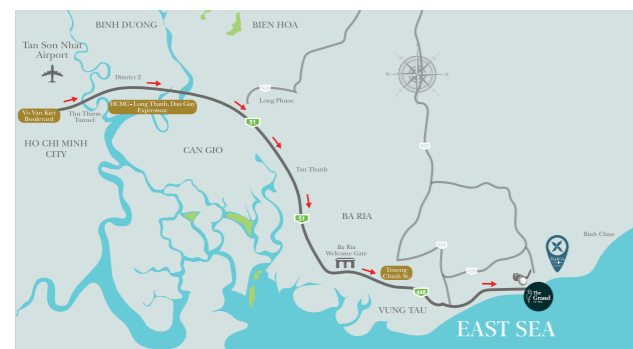 BINH DUONG
BIEN HOA
Tan Son Nhat
Airport
District 2
Vo Van Kiet
Boulevard
Thu Thiem
Tunnel
HCMC - Long Thanh, Dau Giay
Expressway
Long Phuoc
51
HO CHI MINH
CITY
CAN GIO
Tan Thanh
51
BA RIA
Ba Ria
Welcome Gate
Truong
Chinh St.
Binh Chau
The
Grand
VUNG TAU
EAST SEA